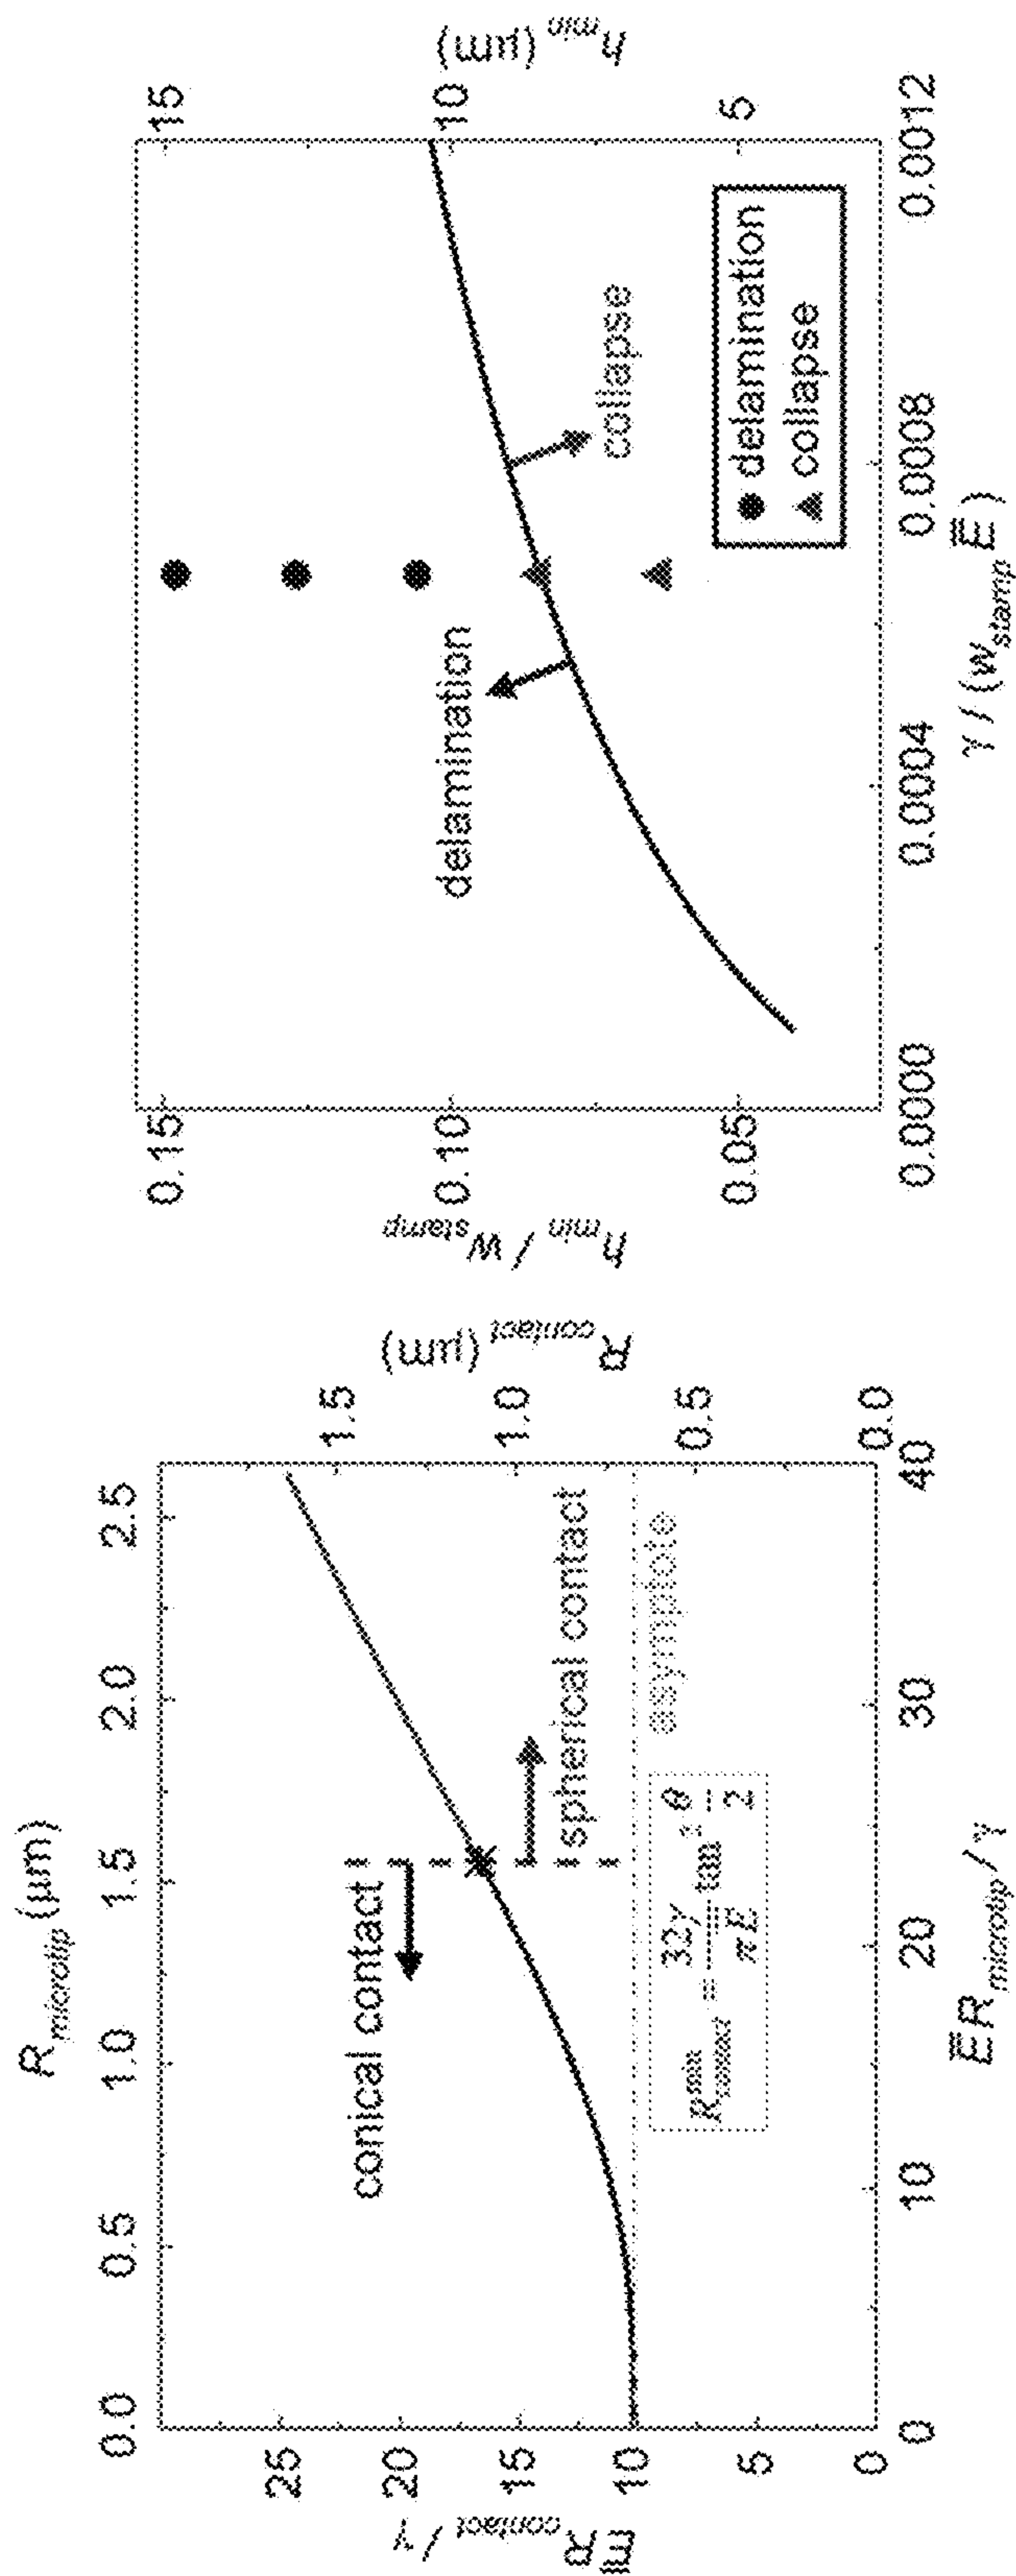 R_microtip (μm)
0.0 0.5 1.0 1.5 2.0 2.5
ĒR_contact / γ
25
20
15
10
5
0
R_contact (μm)
1.5
1.0
0.5
0.0
conical contact
spherical contact
asymptote
R^min_contact = 32γ/πĒ tan² θ/2
0 10 20 30 40
ĒR_microtip/γ
h_min / w_stamp
0.15
0.10
0.05
h_min (μm)
15
10
5
delamination
collapse
delamination
collapse
0.0000 0.0004 0.0008 0.0012
γ / (w_stamp Ē)